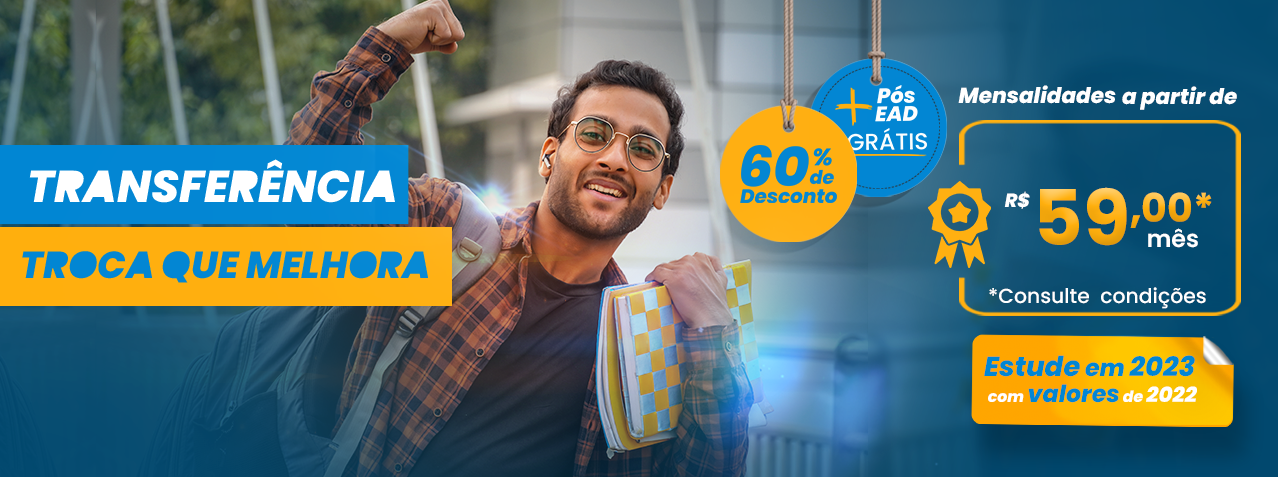 TRANSFERÊNCIA
TROCA QUE MELHORA
60% de
Desconto
+ Pós
EAD
GRÁTIS
Mensalidades a partir de
R$ 59,00*
mês
*Consulte condições
Estude em 2023
com valores de 2022